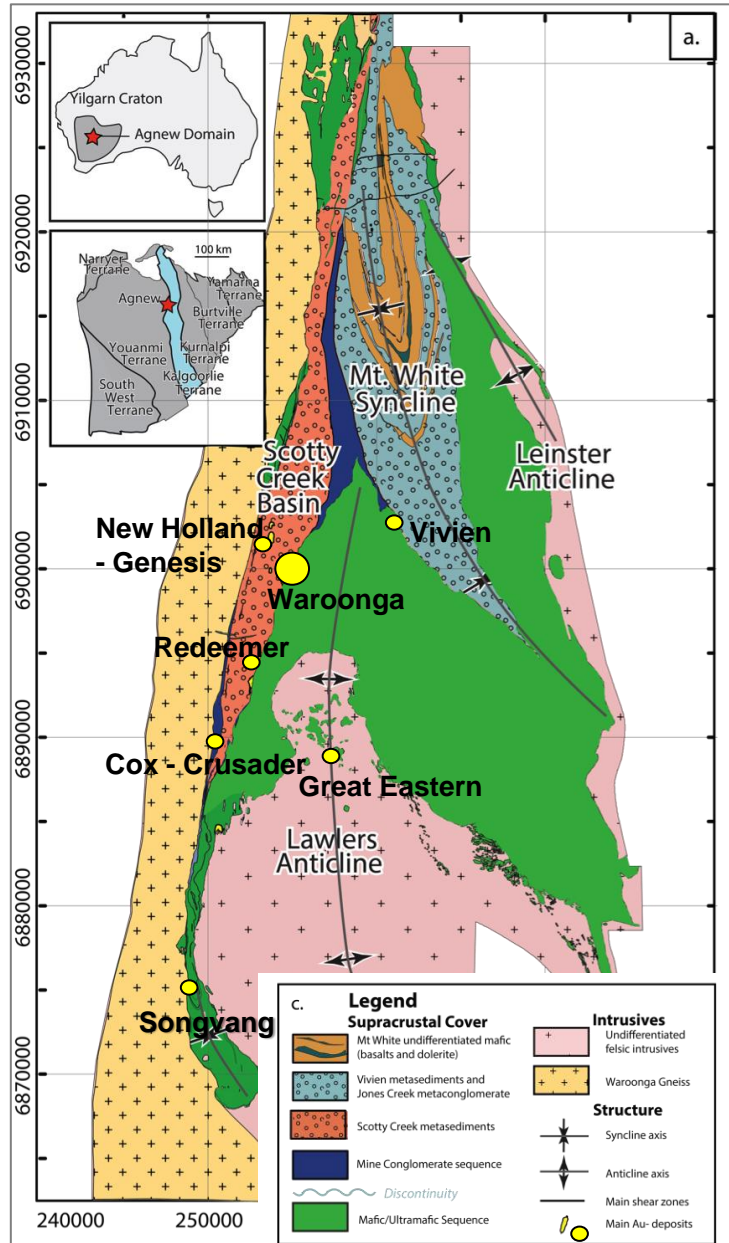 a.
6930000
6920000
6910000
6900000
6890000
6880000
6870000
240000
250000
Yilgarn Craton
Agnew Domain
100 km
Narryer
Terrane
Agnew
Yamarna
Terrane
Burtville
Terrane
Youanmi
Terrane
Kurnalpi
Terrane
Kalgoorlie
Terrane
South
West
Terrane
Mt. White
Syncline
Scotty
Creek
Basin
Leinster
Anticline
New Holland
- Genesis
Vivien
Waroonga
Redeemer
Cox - Crusader
Great Eastern
Lawlers
Anticline
Songvang
c.
Legend
Supracrustal Cover
Mt White undifferentiated mafic
(basalts and dolerite)
Vivien metasediments and
Jones Creek metaconglomerate
Scotty Creek metasediments
Mine Conglomerate sequence
Discontinuity
Mafic/Ultramafic Sequence
Intrusives
Undifferentiated
felsic intrusives
Waroonga Gneiss
Structure
Syncline axis
Anticline axis
Main shear zones
Main Au- deposits